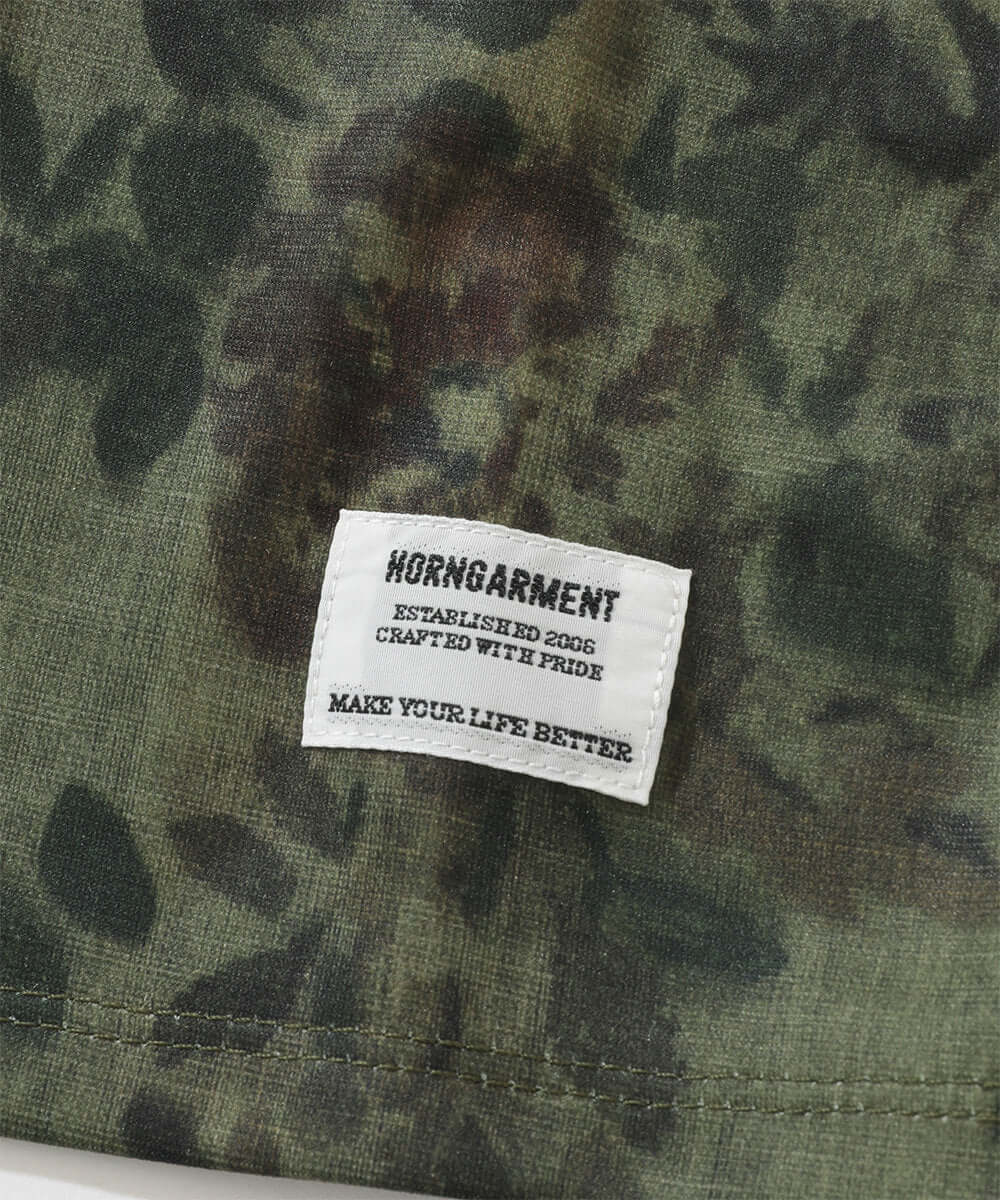 HORNGARMENT
ESTABLISHED 2006
CRAFTED WITH PRIDE
MAKE YOUR LIFE BETTER